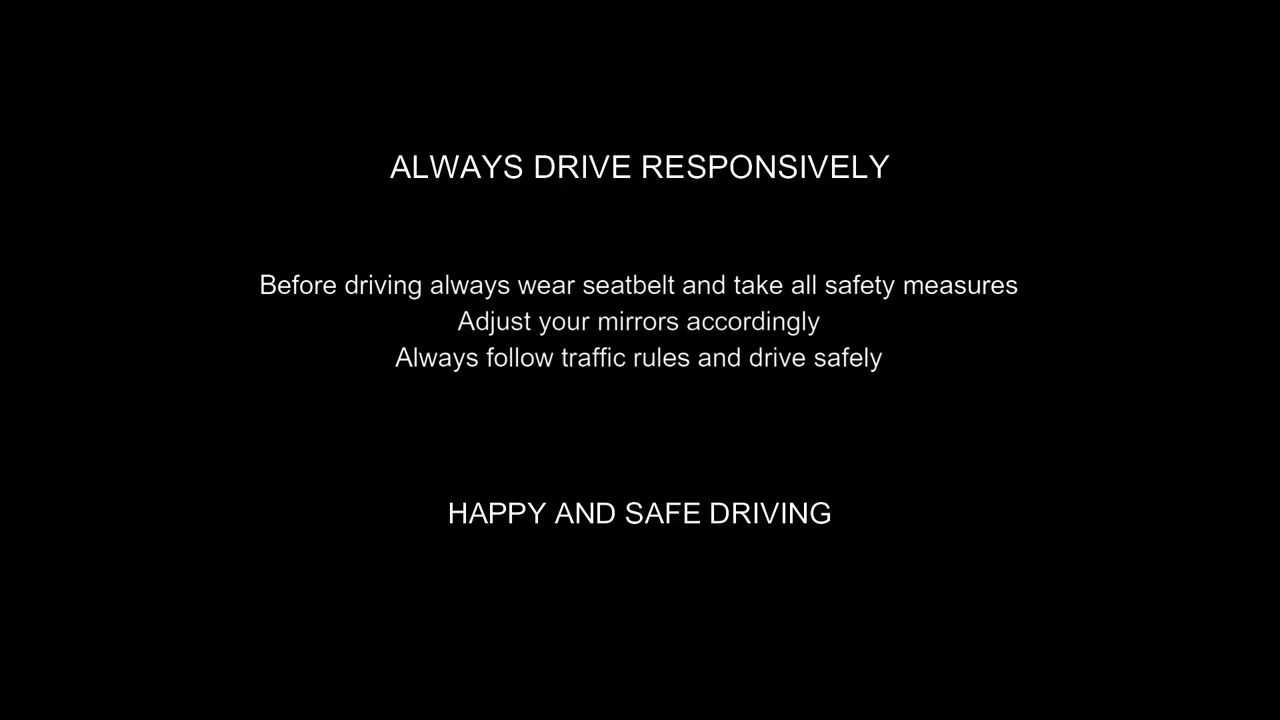 ALWAYS DRIVE RESPONSIVELY
Before driving always wear seatbelt and take all safety measures
Adjust your mirrors accordingly
Always follow traffic rules and drive safely
HAPPY AND SAFE DRIVING